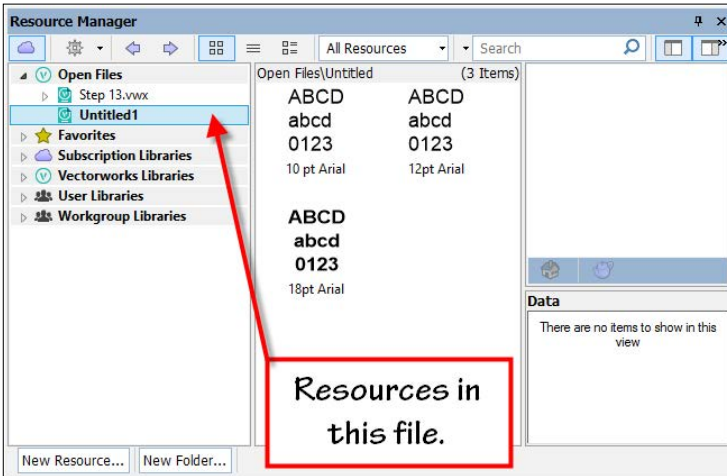 Resource Manager
All Resources
Search
Open Files
Step 13.vwx
Untitled1
Favorites
Subscription Libraries
Vectorworks Libraries
User Libraries
Workgroup Libraries
Open Files\Untitled (3 Items)
ABCD ABCD
abcd abcd
0123 0123
10 pt Arial 12pt Arial
ABCD
abcd
0123
18pt Arial
Resources in
this file.
Data
There are no items to show in this
view
New Resource... New Folder...